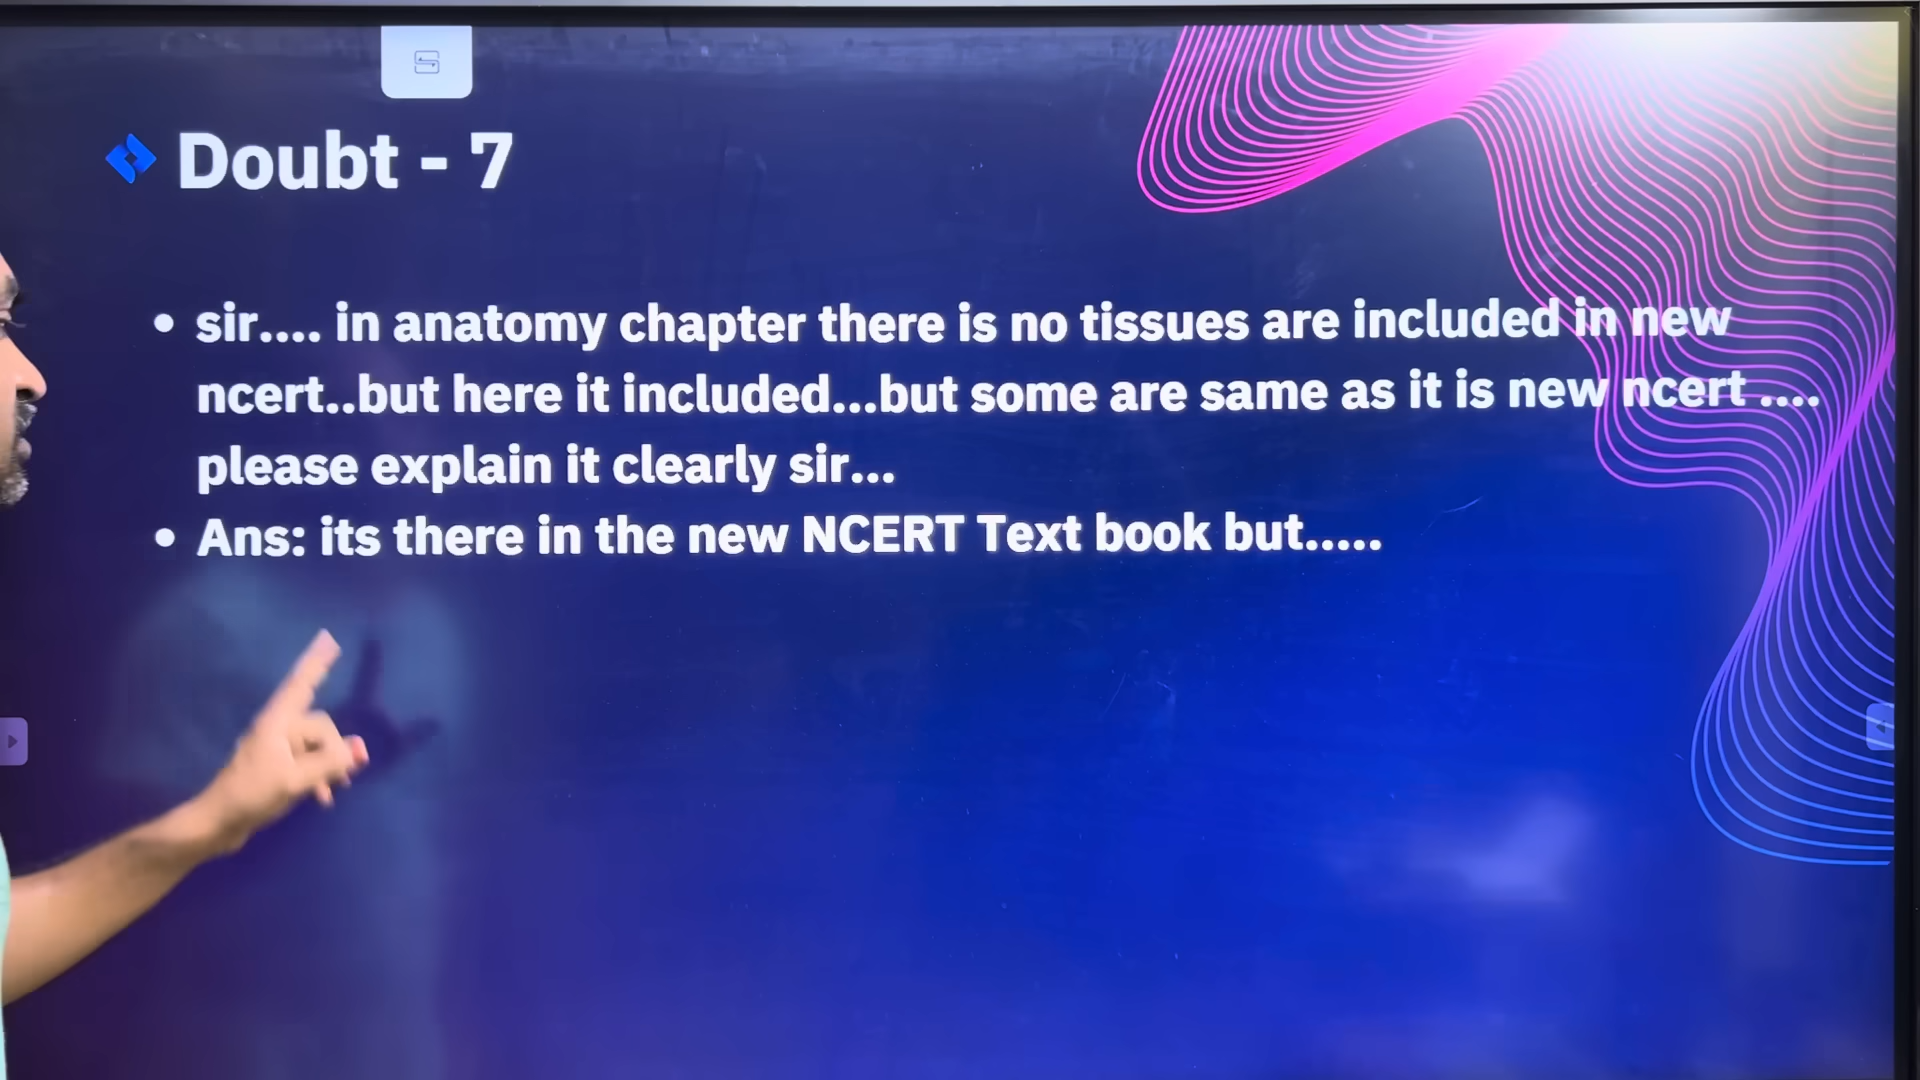 Doubt - 7
• sir.... in anatomy chapter there is no tissues are included in new
ncert..but here it included...but some are same as it is new ncert ....
please explain it clearly sir...
• Ans: its there in the new NCERT Text book but.....